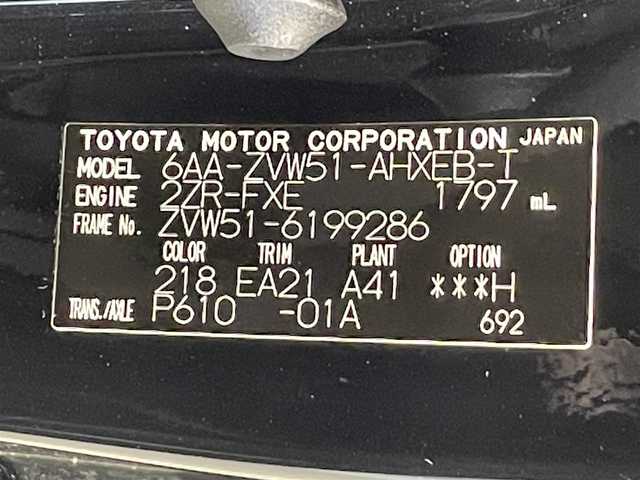 TOYOTA MOTOR CORPORATION JAPAN
MODEL 6AA-ZVW51-AHXEB-T
ENGINE 2ZR-FXE 1797 mL
FRAME No. ZVW51-6199286
COLOR TRIM PLANT OPTION
218 EA21 A41 ***H
TRANS./AXLE P610 -01A 692